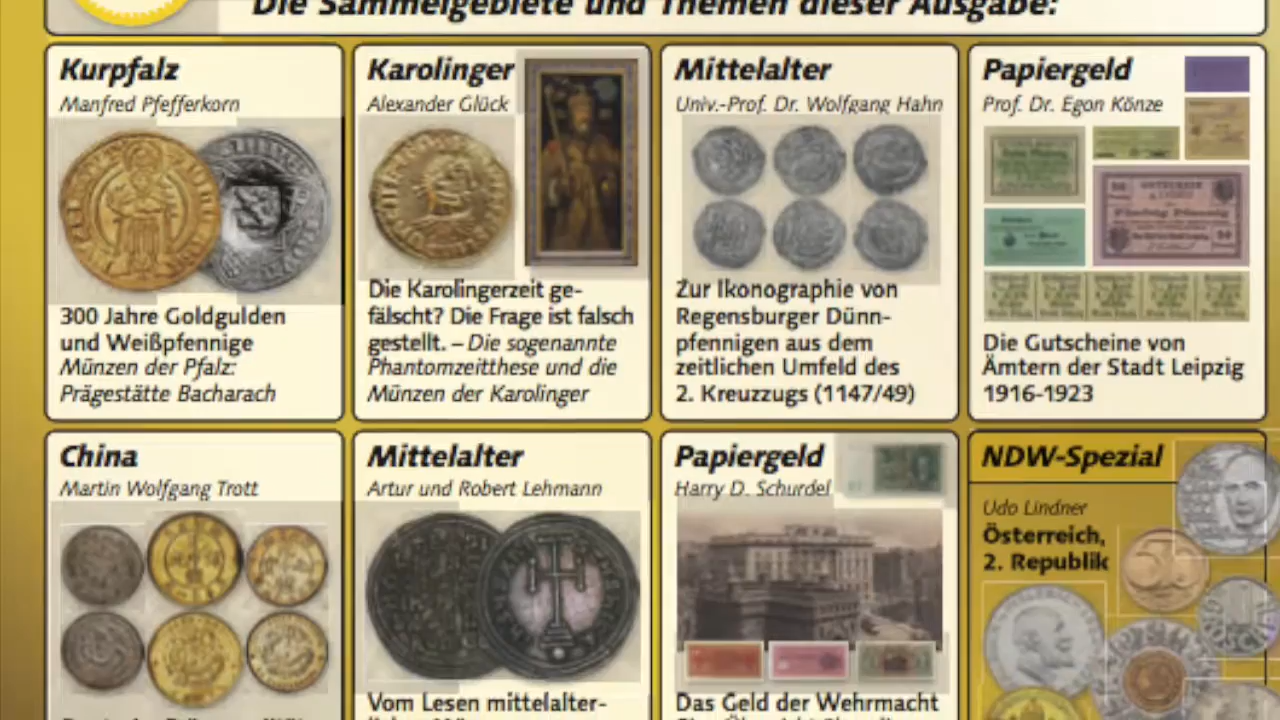 Die Sammelgebiete und Themen dieser Ausgabe:
Kurpfalz
Manfred Pfefferkorn
300 Jahre Goldgulden
und Weißpfennige
Münzen der Pfalz:
Prägestätte Bacharach
Karolinger
Alexander Glück
Die Karolingerzeit ge-
fälscht? Die Frage ist falsch
gestellt. – Die sogenannte
Phantomzeitthese und die
Münzen der Karolinger
Mittelalter
Univ.-Prof. Dr. Wolfgang Hahn
Zur Ikonographie von
Regensburger Dünn-
pfennigen aus dem
zeitlichen Umfeld des
2. Kreuzzugs (1147/49)
Papiergeld
Prof. Dr. Egon Könze
GUTSCHEIN
Fünfzig Pfennig
Die Gutscheine von
Ämtern der Stadt Leipzig
1916-1923
China
Martin Wolfgang Trott
Mittelalter
Artur und Robert Lehmann
Vom Lesen mittelalter-
Papiergeld
Harry D. Schurdel
Das Geld der Wehrmacht
NDW-Spezial
Udo Lindner
Österreich,
2. Republik
50